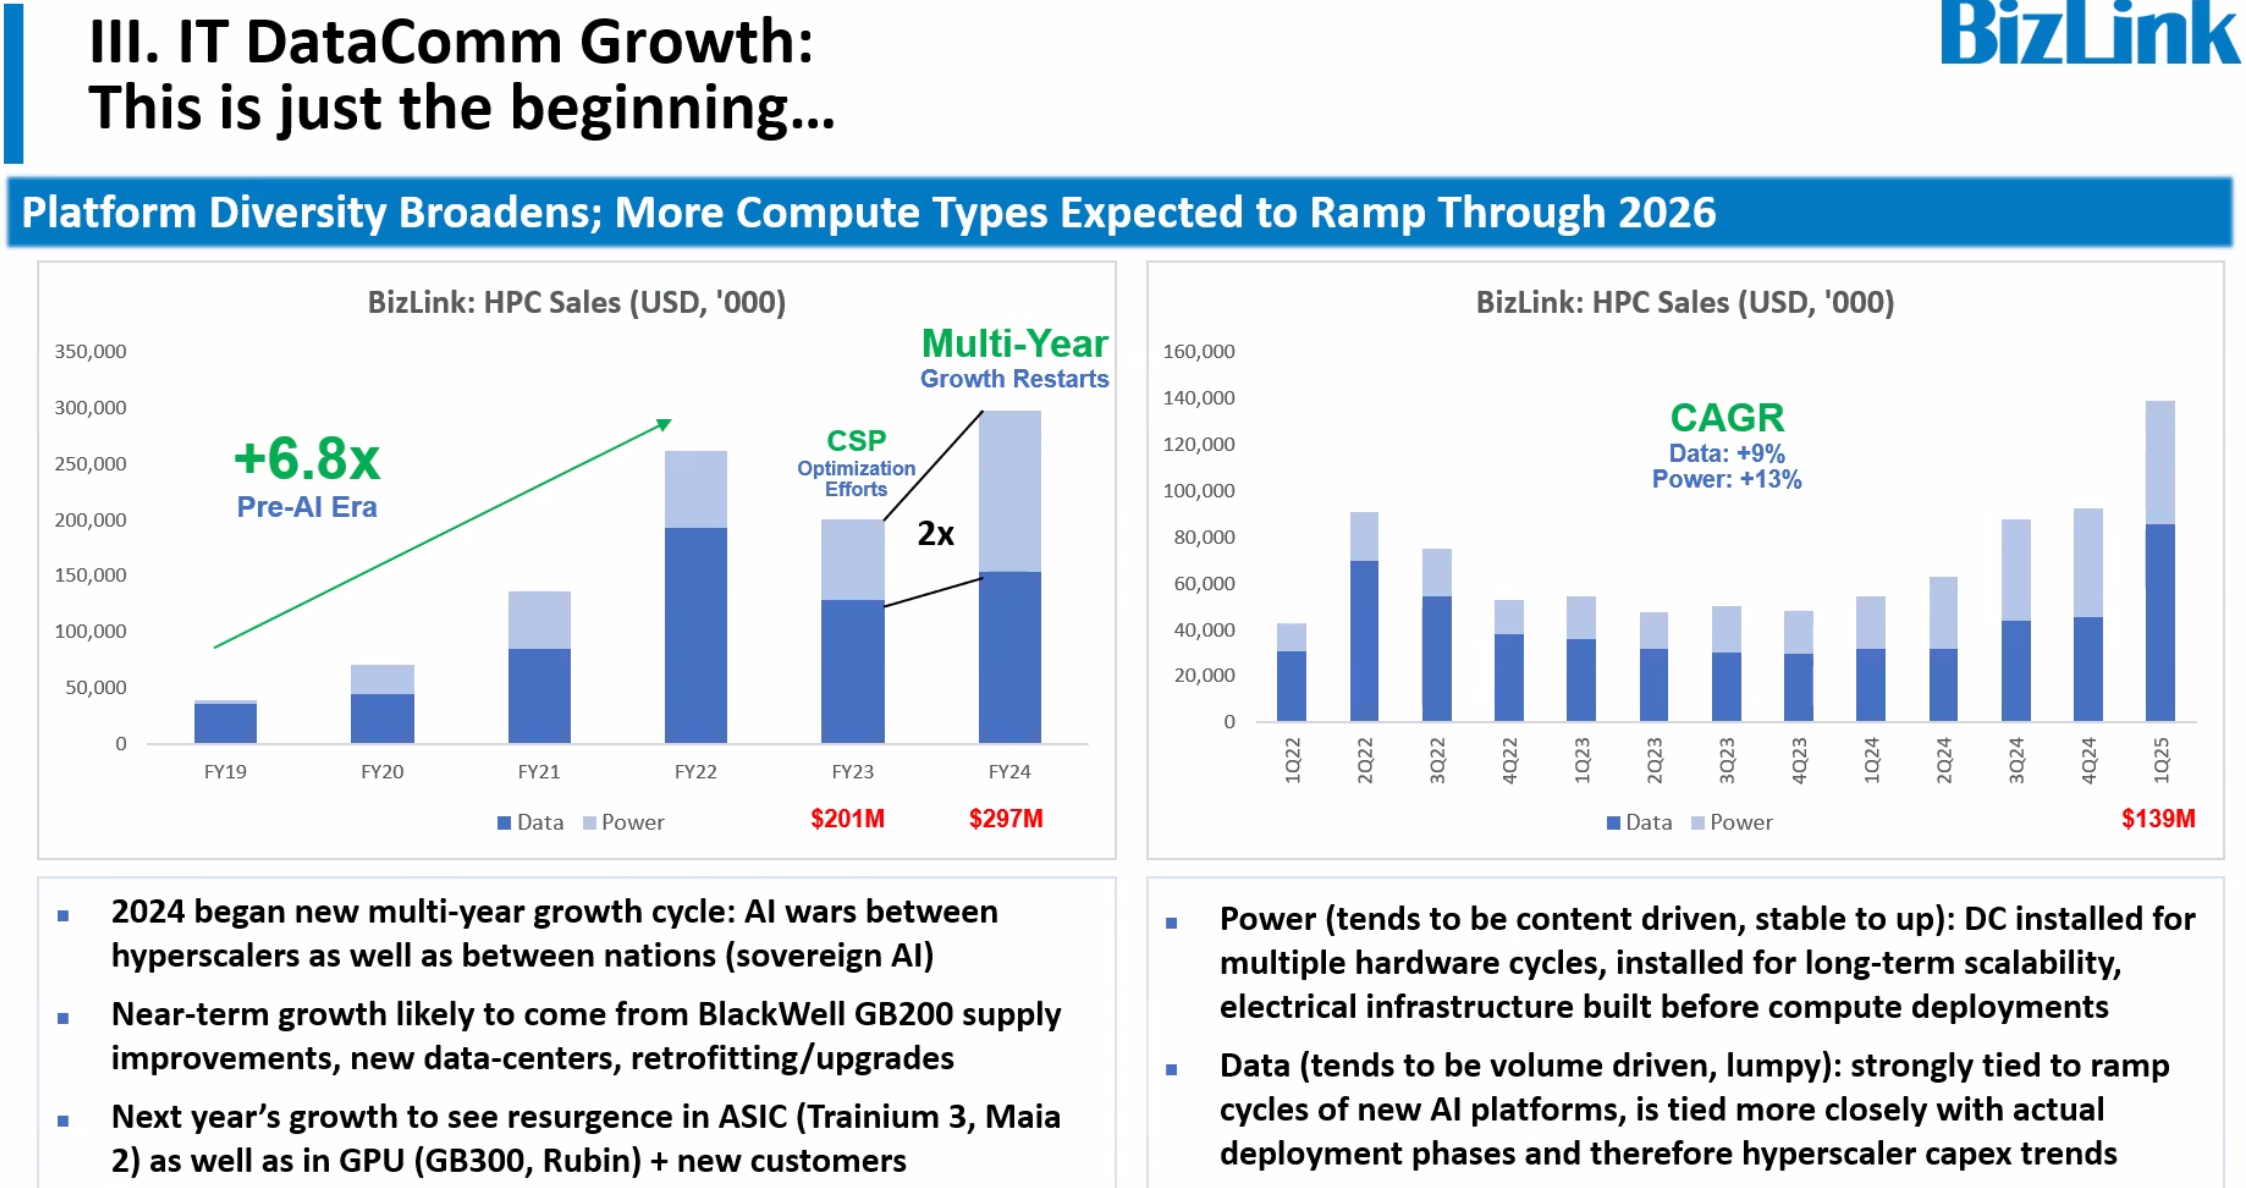 III. IT DataComm Growth:
This is just the beginning...
BizLink
Platform Diversity Broadens; More Compute Types Expected to Ramp Through 2026
BizLink: HPC Sales (USD, '000)
350,000
300,000
250,000
200,000
150,000
100,000
50,000
0
+6.8x
Pre-AI Era
CSP
Optimization
Efforts
Multi-Year
Growth Restarts
2x
FY19
FY20
FY21
FY22
FY23
FY24
Data
Power
$201M
$297M
BizLink: HPC Sales (USD, '000)
160,000
140,000
120,000
100,000
80,000
60,000
40,000
20,000
0
CAGR
Data: +9%
Power: +13%
1Q22
2Q22
3Q22
4Q22
1Q23
2Q23
3Q23
4Q23
1Q24
2Q24
3Q24
4Q24
1Q25
Data
Power
$139M
2024 began new multi-year growth cycle: AI wars between
hyperscalers as well as between nations (sovereign AI)
Near-term growth likely to come from BlackWell GB200 supply
improvements, new data-centers, retrofitting/upgrades
Next year’s growth to see resurgence in ASIC (Trainium 3, Maia
2) as well as in GPU (GB300, Rubin) + new customers
Power (tends to be content driven, stable to up): DC installed for
multiple hardware cycles, installed for long-term scalability,
electrical infrastructure built before compute deployments
Data (tends to be volume driven, lumpy): strongly tied to ramp
cycles of new AI platforms, is tied more closely with actual
deployment phases and therefore hyperscaler capex trends